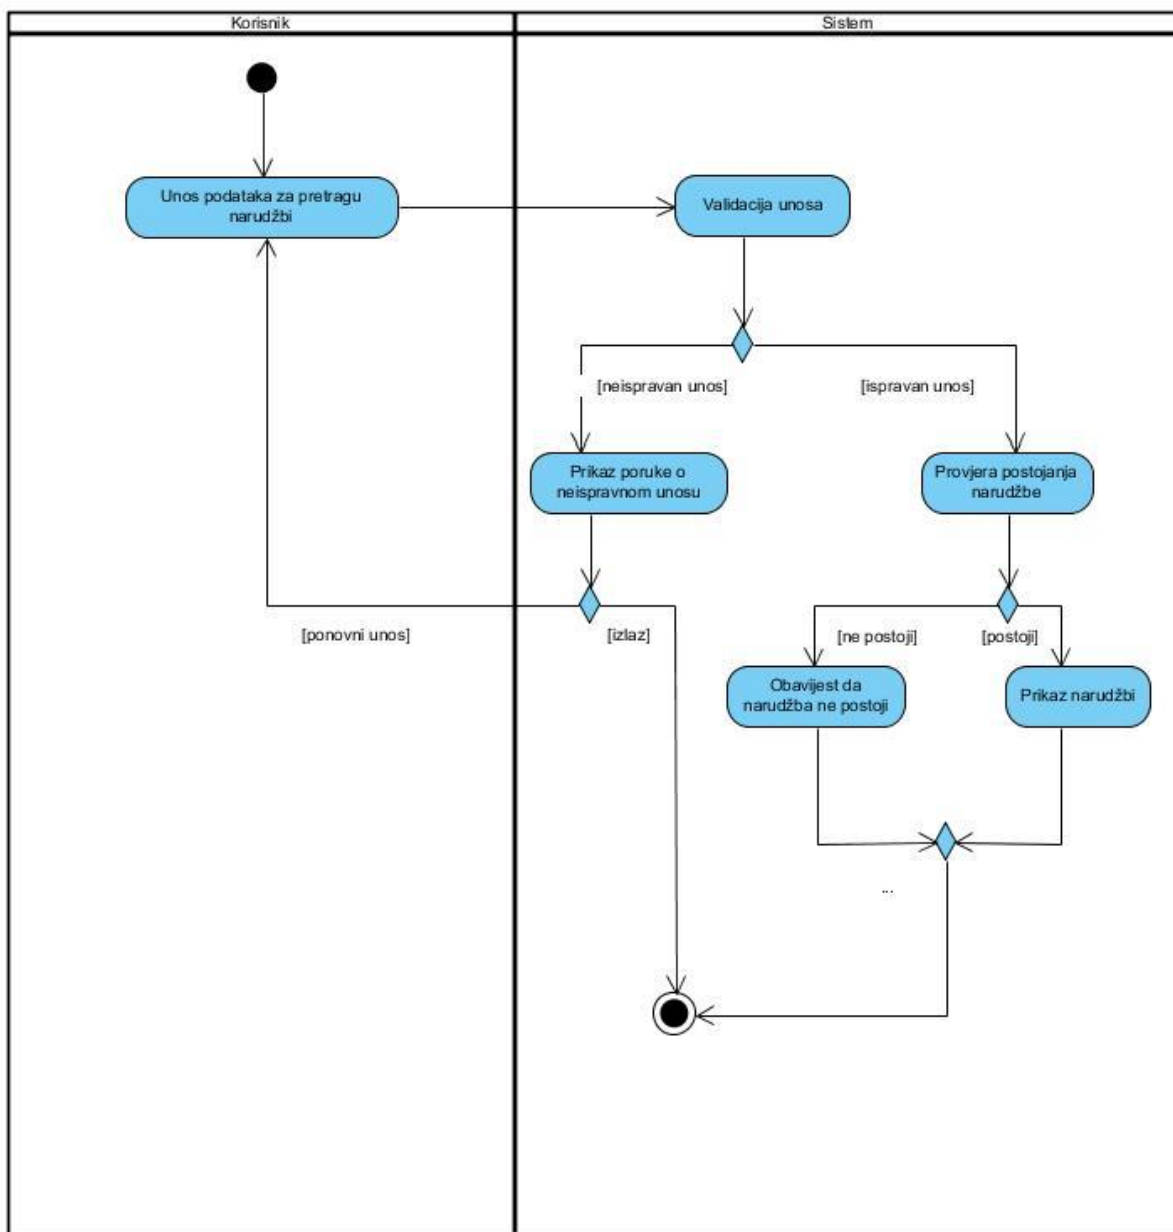 Korisnik
Sistem
Unos podataka za pretragu
narudžbi
Validacija unosa
[neispravan unos]
[ispravan unos]
Prikaz poruke o
neispravnom unosu
Provjera postojanja
narudžbe
[ponovni unos]
[izlaz]
[ne postoji]
[postoji]
Obavijest da
narudžba ne postoji
Prikaz narudžbi
...